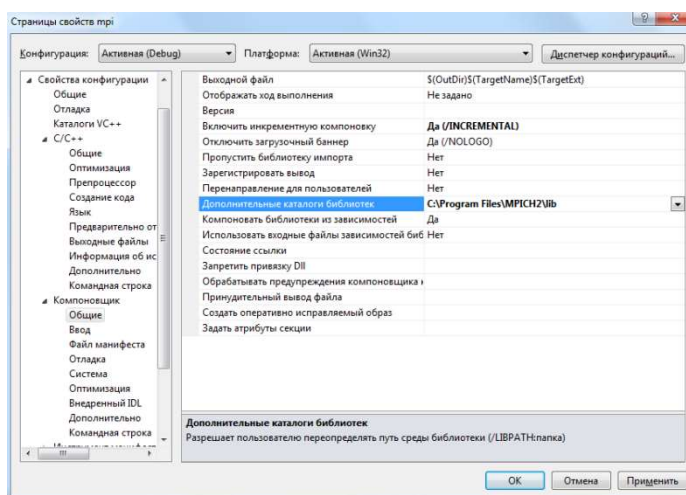 Страницы свойств mpi
Конфигурация: Активная (Debug) Платформа: Активная (Win32) Диспетчер конфигураций...
Свойства конфигурации
Общие
Отладка
Каталоги VC++
C/C++
Общие
Оптимизация
Препроцессор
Создание кода
Язык
Предварительно от
Выходные файлы
Информация об ис
Дополнительно
Командная строка
Компоновщик
Общие
Ввод
Файл манифеста
Отладка
Система
Оптимизация
Внедренный IDL
Дополнительно
Командная строка
Выходной файл $(OutDir)$(TargetName)$(TargetExt)
Отображать ход выполнения Не задано
Версия
Включить инкрементную компоновку Да (/INCREMENTAL)
Отключить загрузочный баннер Да (/NOLOGO)
Пропустить библиотеку импорта Нет
Зарегистрировать вывод Нет
Перенаправление для пользователей Нет
Дополнительные каталоги библиотек C:\Program Files\MPICH2\lib
Компоновать библиотеки из зависимостей Да
Использовать входные файлы зависимостей биб Нет
Состояние ссылки
Запретить привязку Dll
Обрабатывать предупреждения компоновщика
Принудительный вывод файла
Создать оперативно исправляемый образ
Задать атрибуты секции
Дополнительные каталоги библиотек
Разрешает пользователю переопределять путь среды библиотеки (/LIBPATH:папка)
ОК Отмена Применить